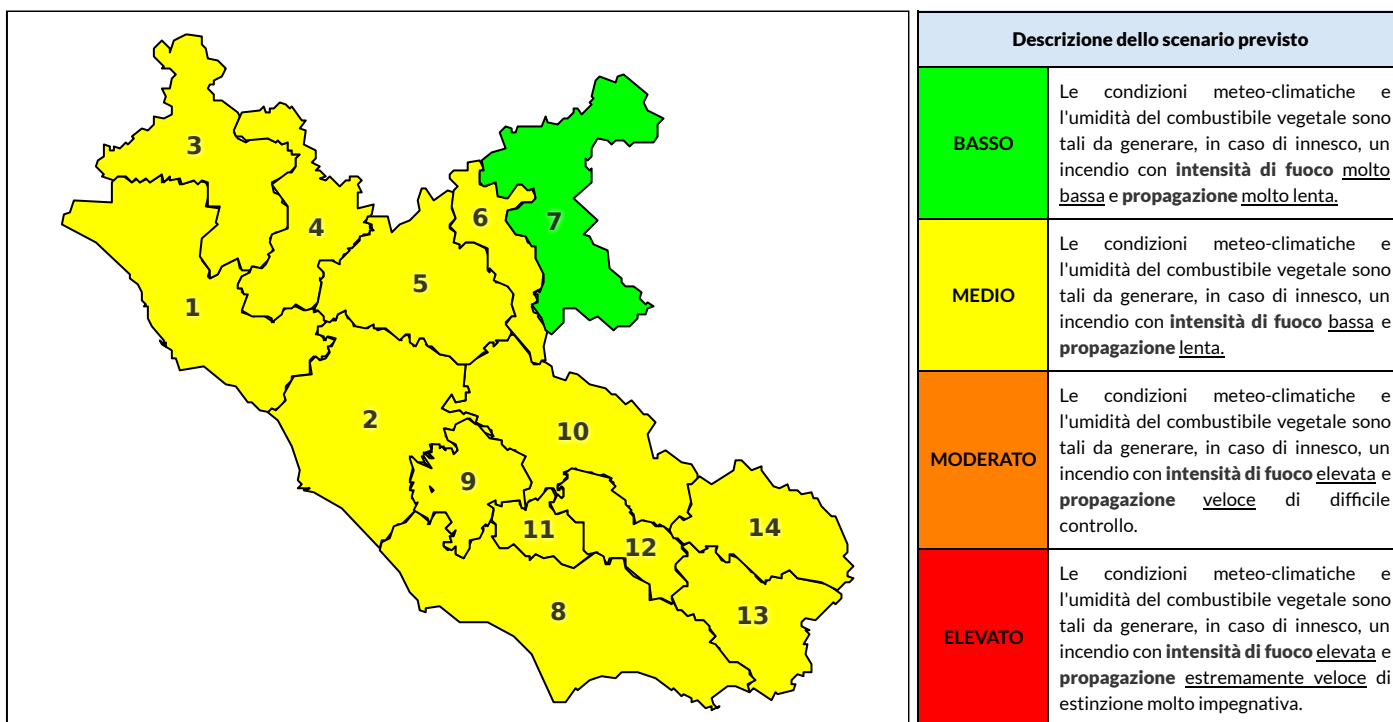 3
4
6
7
5
1
2
10
9
11
12
14
8
13
Descrizione dello scenario previsto
BASSO
Le condizioni meteo-climatiche e
l'umidità del combustibile vegetale sono
tali da generare, in caso di innesco, un
incendio con intensità di fuoco molto
bassa e propagazione molto lenta.
MEDIO
Le condizioni meteo-climatiche e
l'umidità del combustibile vegetale sono
tali da generare, in caso di innesco, un
incendio con intensità di fuoco bassa e
propagazione lenta.
MODERATO
Le condizioni meteo-climatiche e
l'umidità del combustibile vegetale sono
tali da generare, in caso di innesco, un
incendio con intensità di fuoco elevata e
propagazione veloce di difficile
controllo.
ELEVATO
Le condizioni meteo-climatiche e
l'umidità del combustibile vegetale sono
tali da generare, in caso di innesco, un
incendio con intensità di fuoco elevata e
propagazione estremamente veloce di
estinzione molto impegnativa.